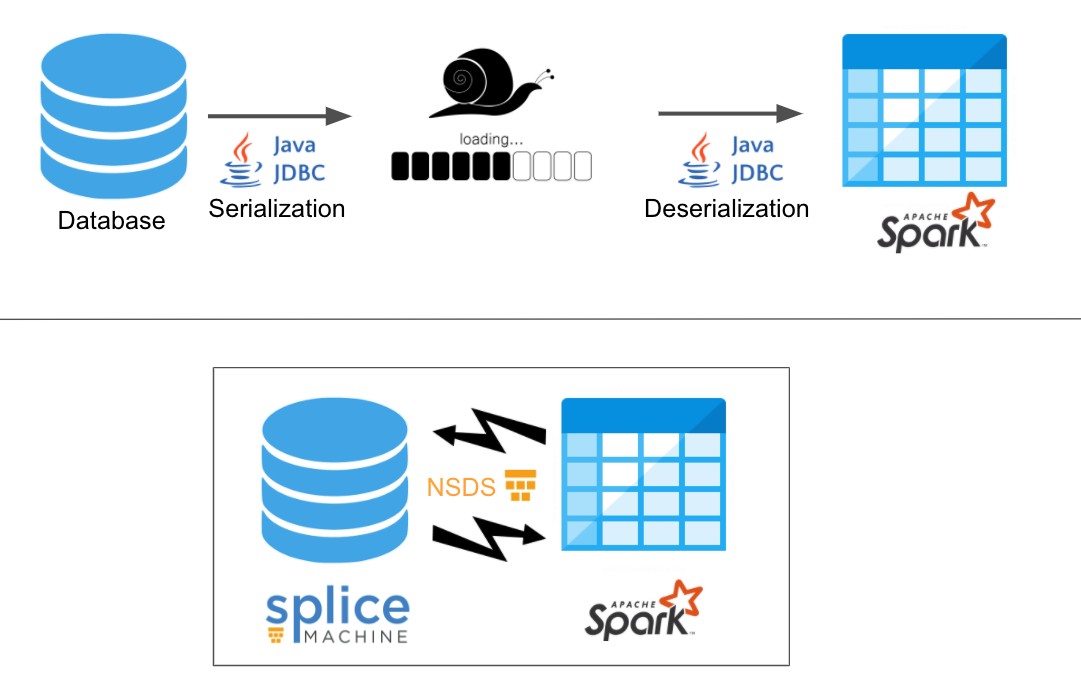 Java
JDBC
Serialization
Database
loading...
Java
JDBC
Deserialization
APACHE
Spark
NSDS
splice
MACHINE
APACHE
Spark